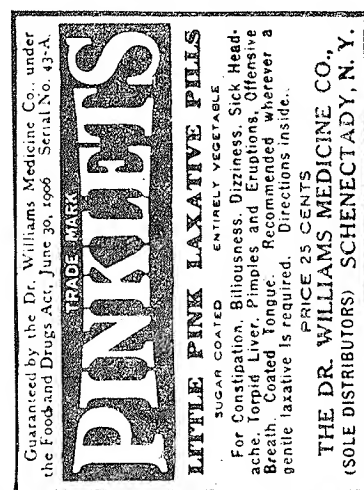 Guaranteed by the Dr. Williams Medicine Co., under
the Food and Drugs Act, June 30, 1906 Serial No. 43-A.
TRADE MARK
PINKLETS
LITTLE PINK LAXATIVE PILLS
SUGAR COATED ENTIRELY VEGETABLE
For Constipation, Biliousness, Dizziness, Sick Head-
ache, Torpid Liver, Pimples and Eruptions, Offensive
Breath, Coated Tongue. Recommended wherever a
gentle laxative is required. Directions inside.
PRICE 25 CENTS
THE DR. WILLIAMS MEDICINE CO.,
(SOLE DISTRIBUTORS) SCHENECTADY, N. Y.